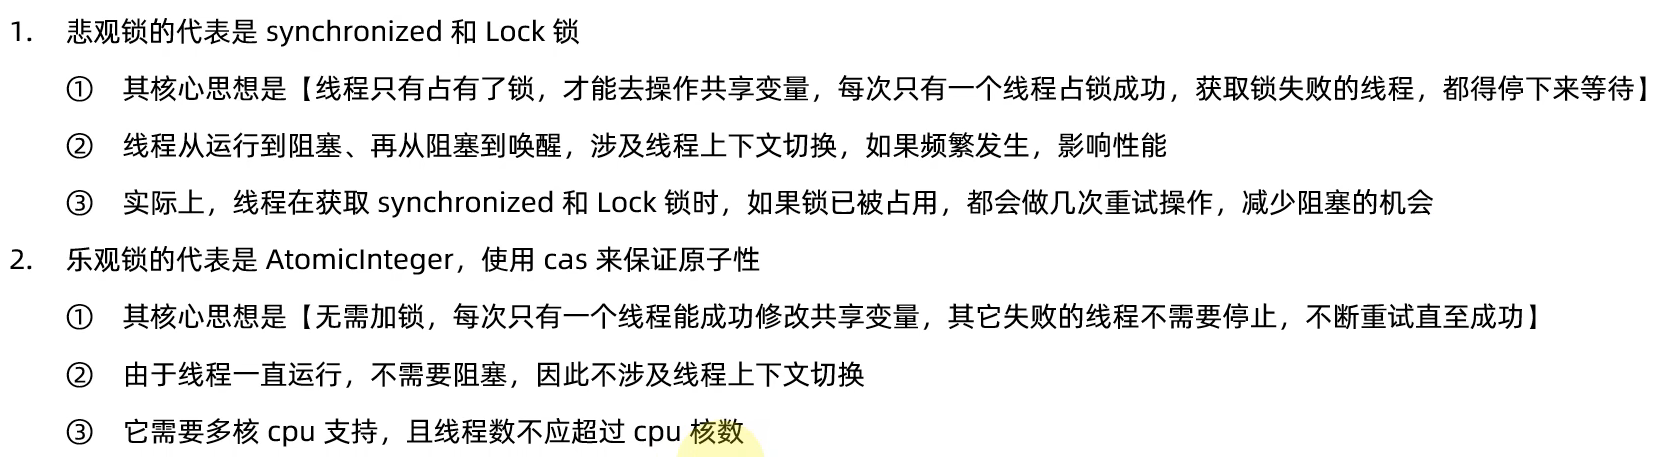 1. 悲观锁的代表是 synchronized 和 Lock 锁
① 其核心思想是【线程只有占有了锁，才能去操作共享变量，每次只有一个线程占锁成功，获取锁失败的线程，都得停下来等待】
② 线程从运行到阻塞、再从阻塞到唤醒，涉及线程上下文切换，如果频繁发生，影响性能
③ 实际上，线程在获取 synchronized 和 Lock 锁时，如果锁已被占用，都会做几次重试操作，减少阻塞的机会
2. 乐观锁的代表是 AtomicInteger，使用 cas 来保证原子性
① 其核心思想是【无需加锁，每次只有一个线程能成功修改共享变量，其它失败的线程不需要停止，不断重试直至成功】
② 由于线程一直运行，不需要阻塞，因此不涉及线程上下文切换
③ 它需要多核 cpu 支持，且线程数不应超过 cpu 核数